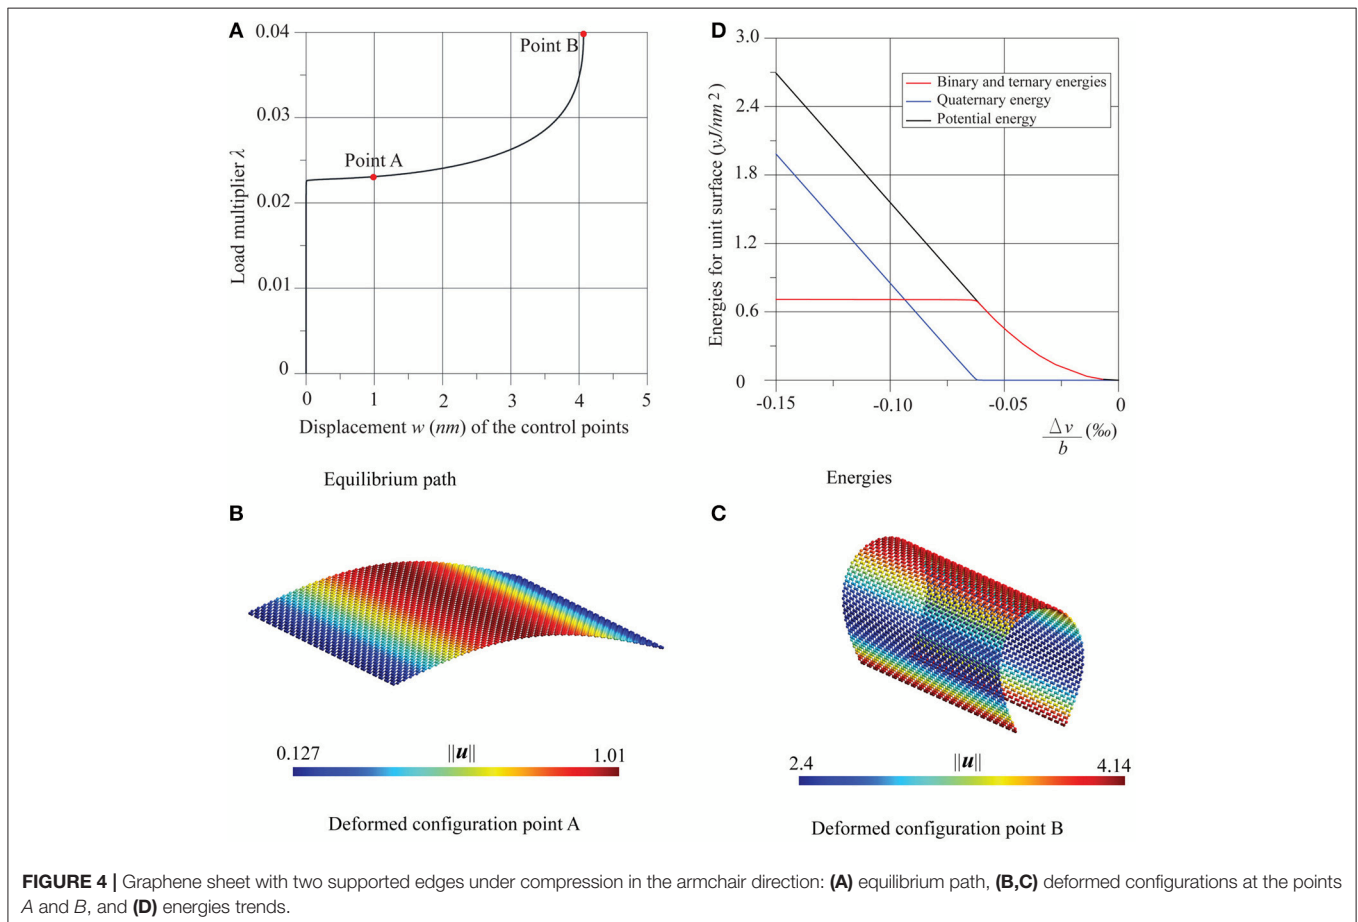 A
0.04
0.03
0.02
0.01
0
Load multiplier λ
Point B
Point A
0 1 2 3 4 5
Displacement w (nm) of the control points
Equilibrium path
D
3.0
2.4
1.8
1.2
0.6
0
Energies for unit surface (yJ/nm²)
Binary and ternary energies
Quaternary energy
Potential energy
-0.15 -0.10 -0.05 0
Δv/b (‰)
Energies
B
0.127 ||u|| 1.01
Deformed configuration point A
C
2.4 ||u|| 4.14
Deformed configuration point B
FIGURE 4 | Graphene sheet with two supported edges under compression in the armchair direction: (A) equilibrium path, (B,C) deformed configurations at the points
A and B, and (D) energies trends.